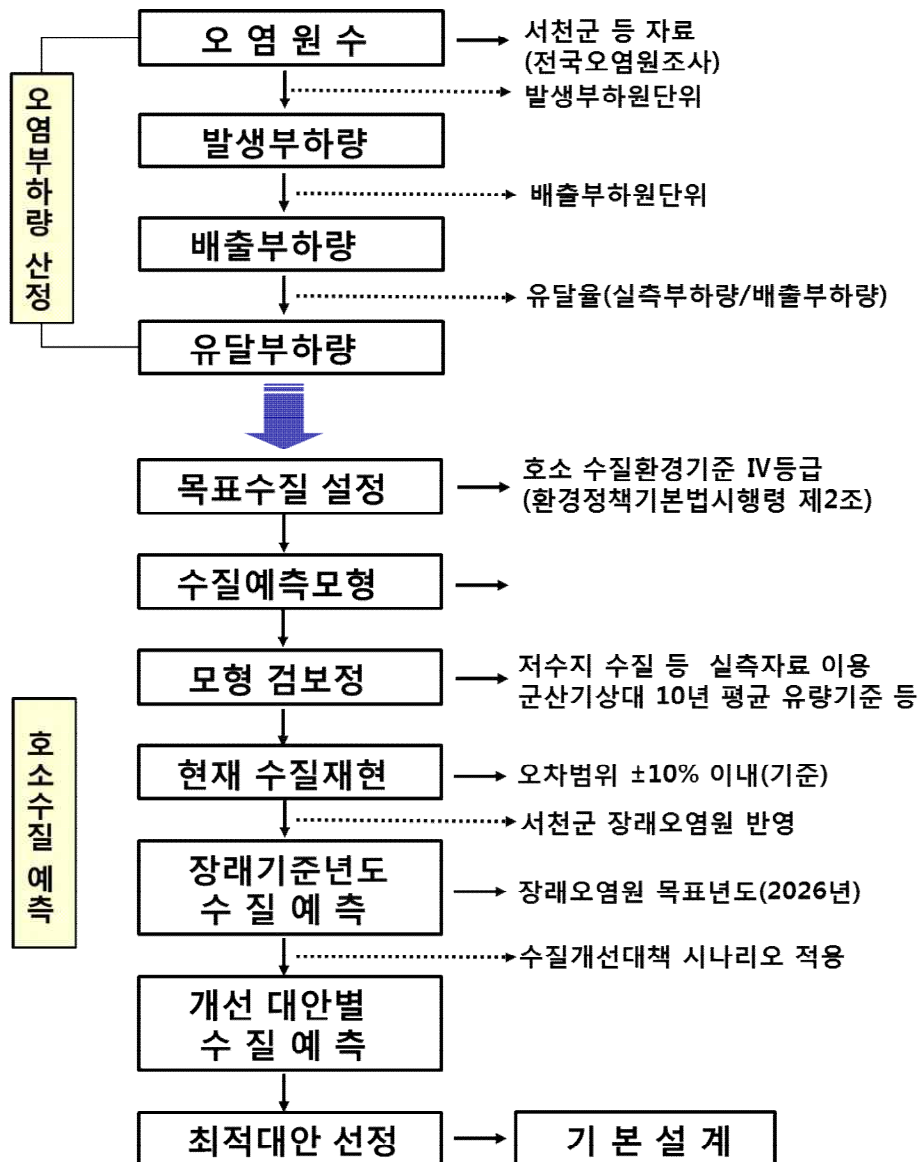 오 염 원 수
서천군 등 자료
(전국오염원조사)
발생부하원단위
오염부하량 산정
발생부하량
배출부하원단위
배출부하량
유달율(실측부하량/배출부하량)
유달부하량
목표수질 설정
호소 수질환경기준 Ⅳ등급
(환경정책기본법시행령 제2조)
수질예측모형
모형 검보정
저수지 수질 등 실측자료 이용
군산기상대 10년 평균 유량기준 등
호소수질 예측
현재 수질재현
오차범위 ±10% 이내(기준)
서천군 장래오염원 반영
장래기준년도
수 질 예 측
장래오염원 목표년도(2026년)
수질개선대책 시나리오 적용
개선 대안별
수 질 예 측
최적대안 선정
기 본 설 계